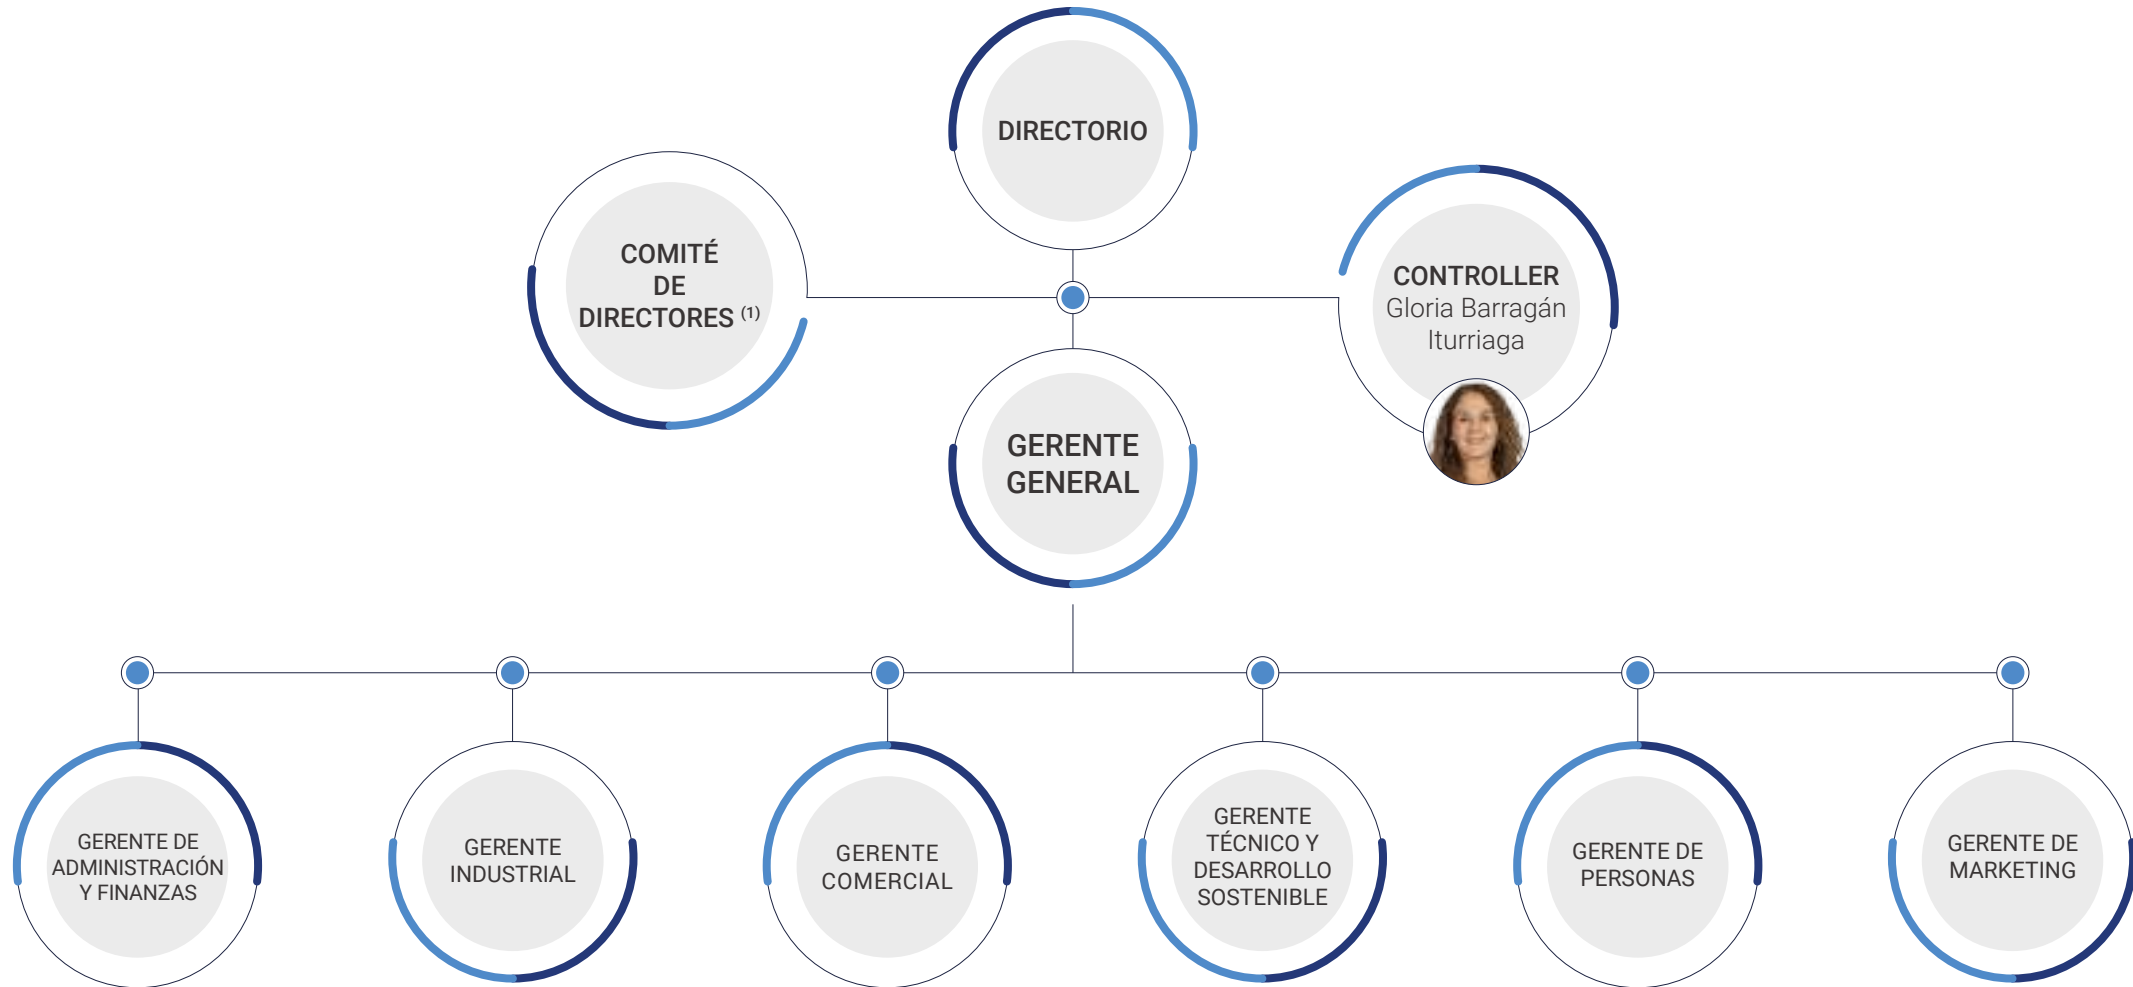 DIRECTORIO
COMITÉ
DE
DIRECTORES (1)
CONTROLLER
Gloria Barragán
Iturriaga
GERENTE
GENERAL
GERENTE DE
ADMINISTRACIÓN
Y FINANZAS
GERENTE
INDUSTRIAL
GERENTE
COMERCIAL
GERENTE
TÉCNICO Y
DESARROLLO
SOSTENIBLE
GERENTE DE
PERSONAS
GERENTE DE
MARKETING